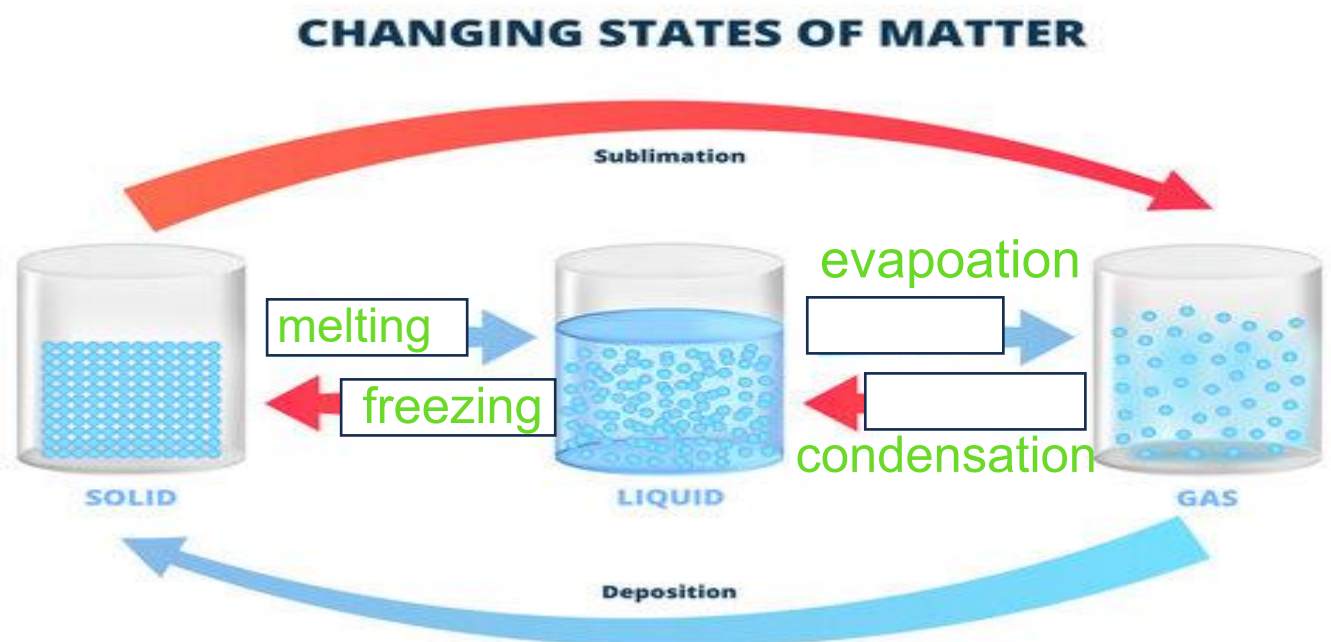 CHANGING STATES OF MATTER
Sublimation
evapoation
melting
freezing
condensation
SOLID
LIQUID
GAS
Deposition